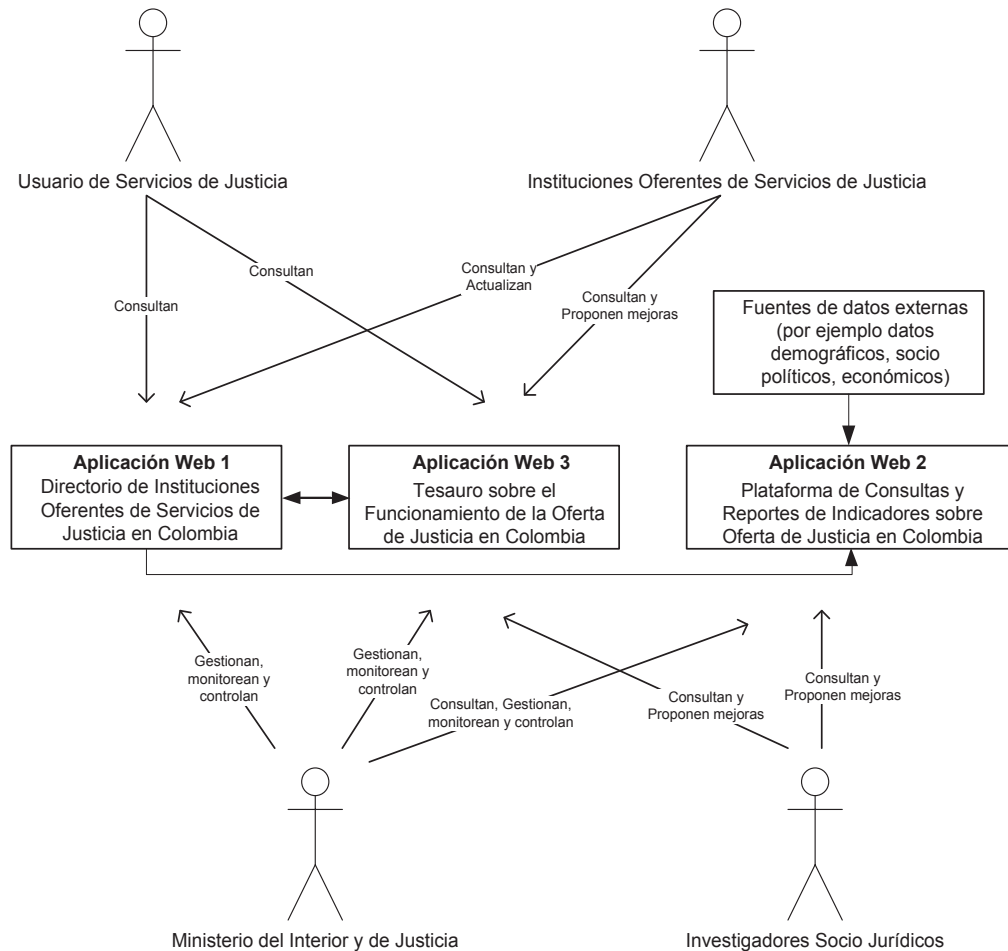 Usuario de Servicios de Justicia
Instituciones Oferentes de Servicios de Justicia
Consultan
Consultan
Consultan y
Actualizan
Consultan y
Proponen mejoras
Fuentes de datos externas
(por ejemplo datos
demográficos, socio
políticos, económicos)
Aplicación Web 1
Directorio de Instituciones
Oferentes de Servicios de
Justicia en Colombia
Aplicación Web 3
Tesauro sobre el
Funcionamiento de la Oferta
de Justicia en Colombia
Aplicación Web 2
Plataforma de Consultas y
Reportes de Indicadores sobre
Oferta de Justicia en Colombia
Gestionan,
monitorean y
controlan
Gestionan,
monitorean y
controlan
Consultan, Gestionan,
monitorean y controlan
Consultan y
Proponen mejoras
Consultan y
Proponen mejoras
Ministerio del Interior y de Justicia
Investigadores Socio Jurídicos